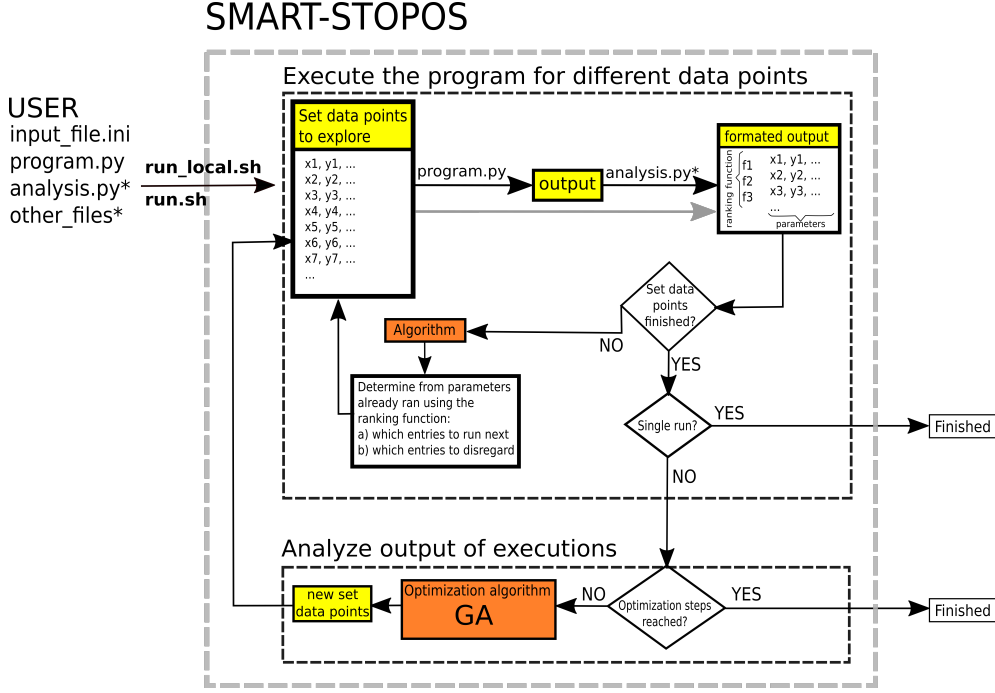 SMART-STOPOS
Execute the program for different data points
USER
input_file.ini
program.py
analysis.py*
other_files*
run_local.sh
run.sh
Set data points
to explore
x1, y1, ...
x2, y2, ...
x3, y3, ...
x4, y4, ...
x5, y5, ...
x6, y6, ...
x7, y7, ...
...
program.py
output
analysis.py*
formated output
ranking function
f1
f2
f3
x1, y1, ...
x2, y2, ...
x3, y3, ...
...
parameters
Set data
points
finished?
NO
YES
Algorithm
Determine from parameters
already ran using the
ranking function:
a) which entries to run next
b) which entries to disregard
Single run?
YES
Finished
NO
Analyze output of executions
Optimization steps
reached?
YES
Finished
NO
Optimization algorithm
GA
new set
data points